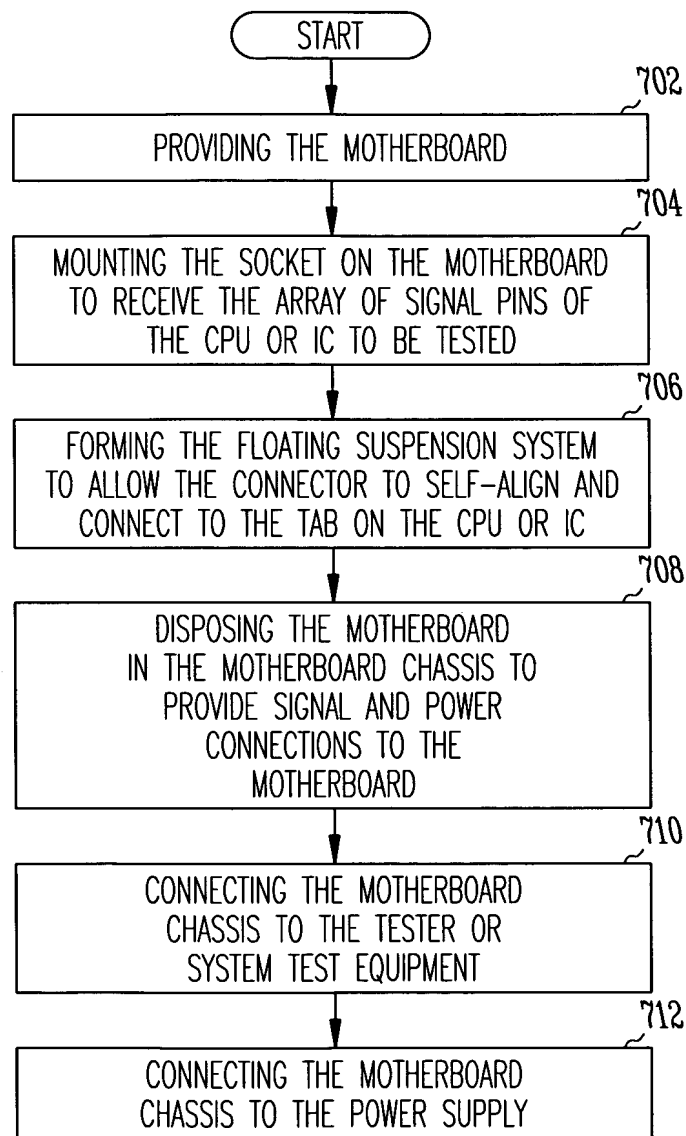 START
702
PROVIDING THE MOTHERBOARD
704
MOUNTING THE SOCKET ON THE MOTHERBOARD
TO RECEIVE THE ARRAY OF SIGNAL PINS OF
THE CPU OR IC TO BE TESTED
706
FORMING THE FLOATING SUSPENSION SYSTEM
TO ALLOW THE CONNECTOR TO SELF-ALIGN AND
CONNECT TO THE TAB ON THE CPU OR IC
708
DISPOSING THE MOTHERBOARD
IN THE MOTHERBOARD CHASSIS TO
PROVIDE SIGNAL AND POWER
CONNECTIONS TO THE
MOTHERBOARD
710
CONNECTING THE MOTHERBOARD
CHASSIS TO THE TESTER OR
SYSTEM TEST EQUIPMENT
712
CONNECTING THE MOTHERBOARD
CHASSIS TO THE POWER SUPPLY